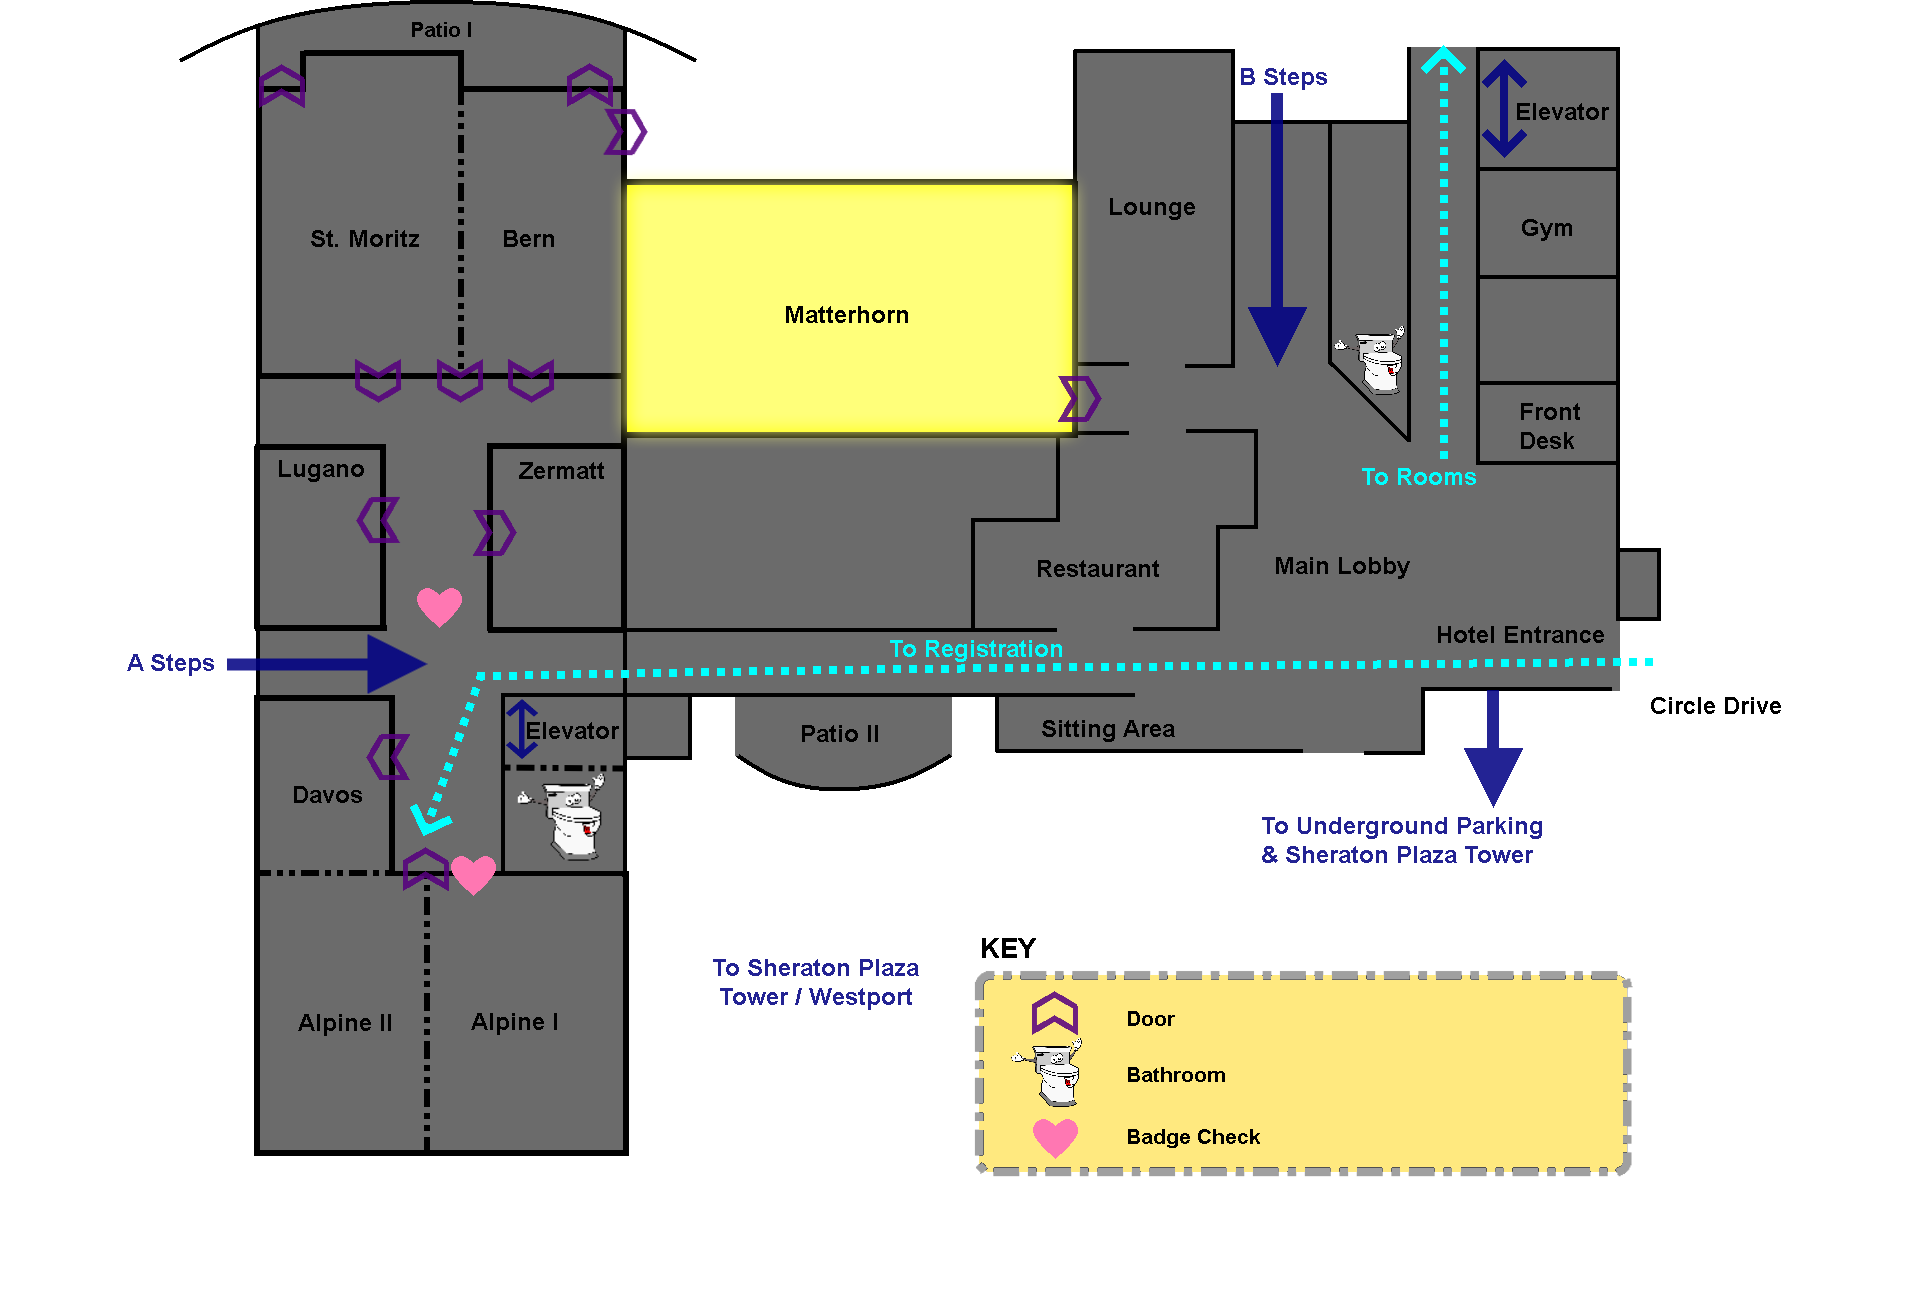 Patio I
B Steps
Elevator
Lounge
Gym
St. Moritz
Bern
Matterhorn
Front
Desk
Lugano
Zermatt
To Rooms
Restaurant
Main Lobby
Hotel Entrance
To Registration
A Steps
Circle Drive
Elevator
Patio II
Sitting Area
Davos
To Underground Parking
& Sheraton Plaza Tower
KEY
To Sheraton Plaza
Tower / Westport
Alpine II
Alpine I
Door
Bathroom
Badge Check